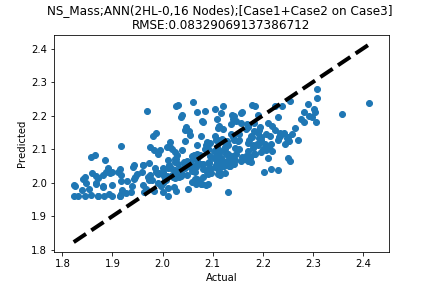 NS_Mass;ANN(2HL-0,16 Nodes);[Case1+Case2 on Case3]
RMSE:0.08329069137386712
2.4
2.3
2.2
2.1
2.0
1.9
1.8
Predicted
1.8 1.9 2.0 2.1 2.2 2.3 2.4
Actual